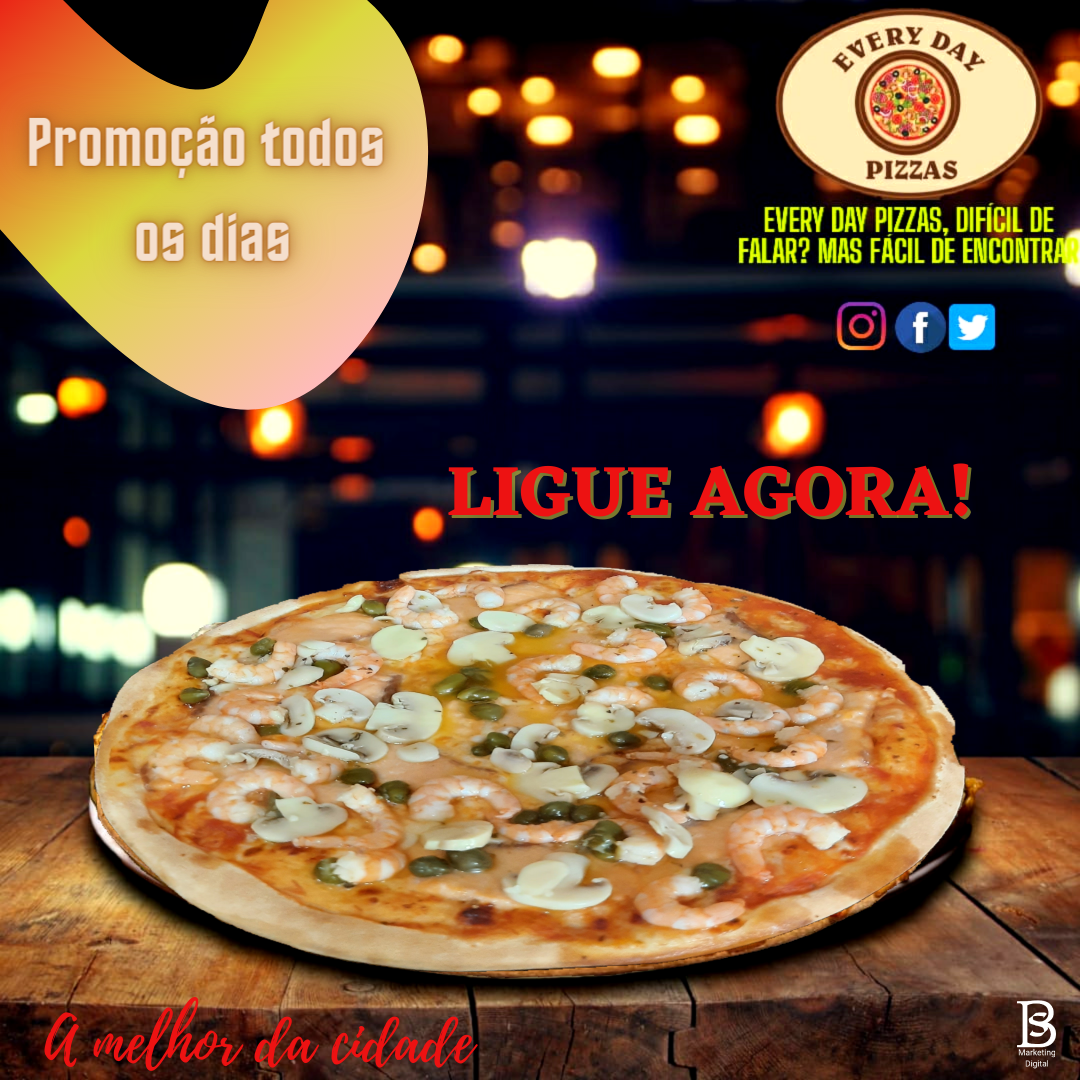 Promoção todos
os dias
EVERY DAY
PIZZAS
EVERY DAY PIZZAS, DIFÍCIL DE
FALAR? MAS FÁCIL DE ENCONTRAR
LIGUE AGORA!
A melhor da cidade
BS
Marketing
Digital